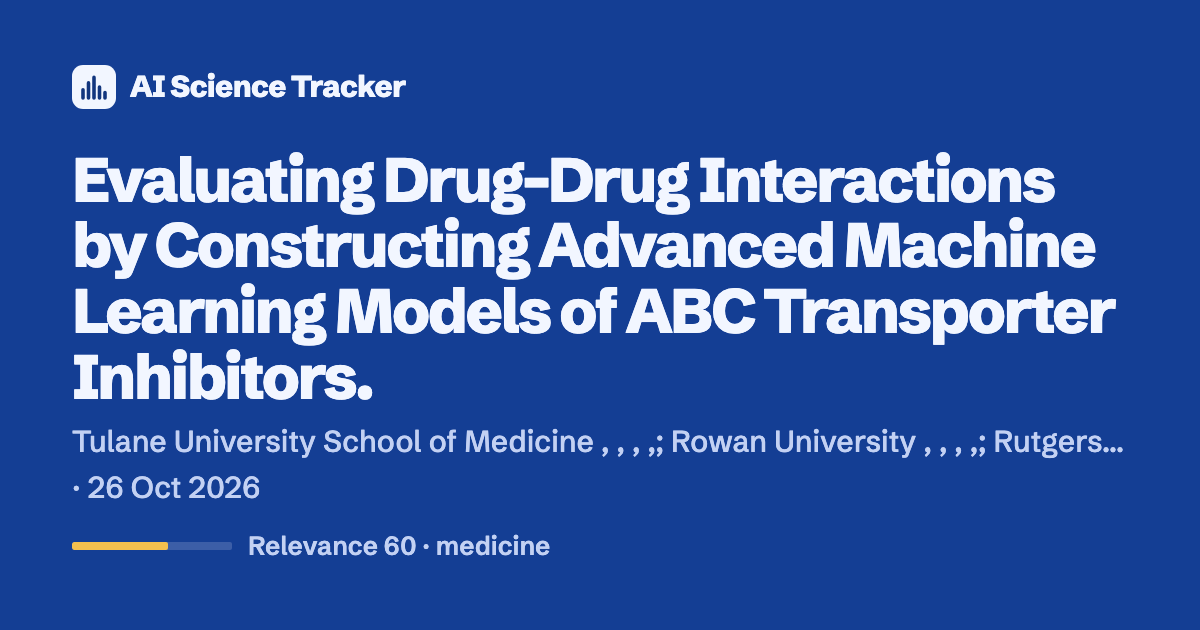 AI Science Tracker
Evaluating Drug-Drug Interactions
by Constructing Advanced Machine
Learning Models of ABC Transporter
Inhibitors.
Tulane University School of Medicine , , , ,; Rowan University , , , ,; Rutgers...
· 26 Oct 2026
Relevance 60 · medicine